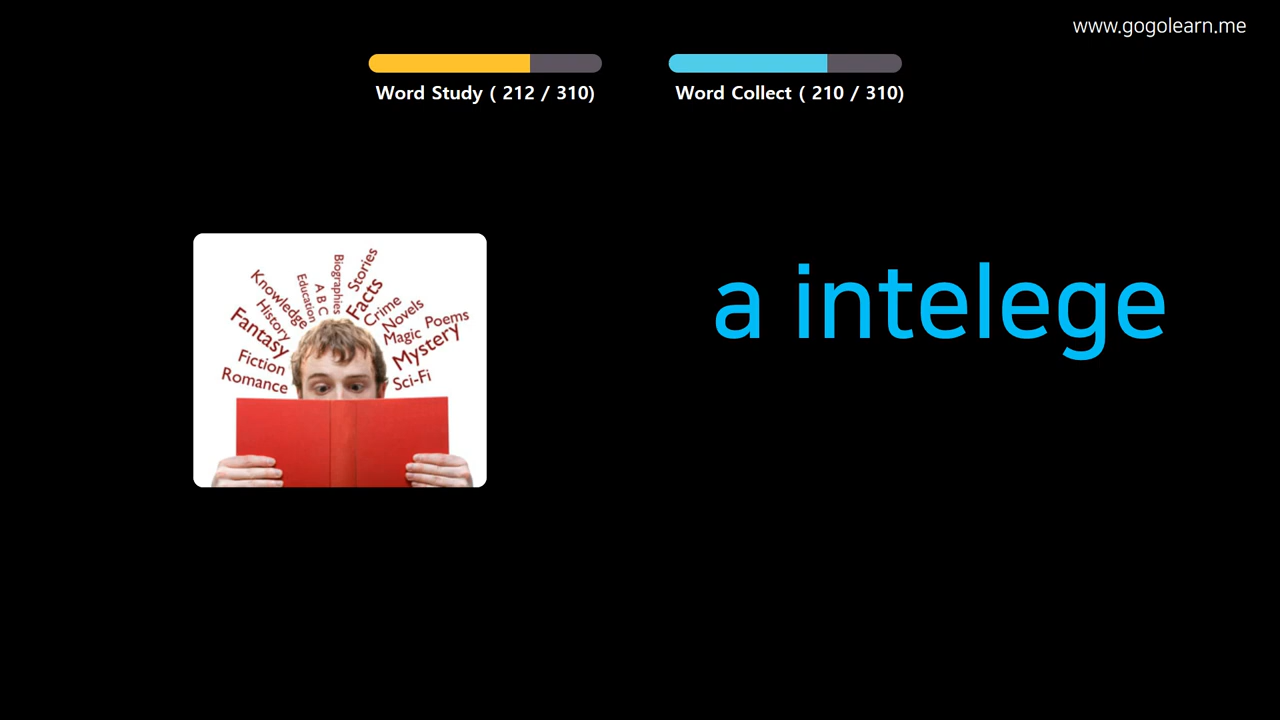 www.gogolearn.me
Word Study ( 212 / 310)
Word Collect ( 210 / 310)
a intelege
Knowledge
History
Fantasy
Fiction
Romance
Education
A B C
Biographies
Stories
Facts
Crime
Novels
Magic
Poems
Mystery
Sci-Fi